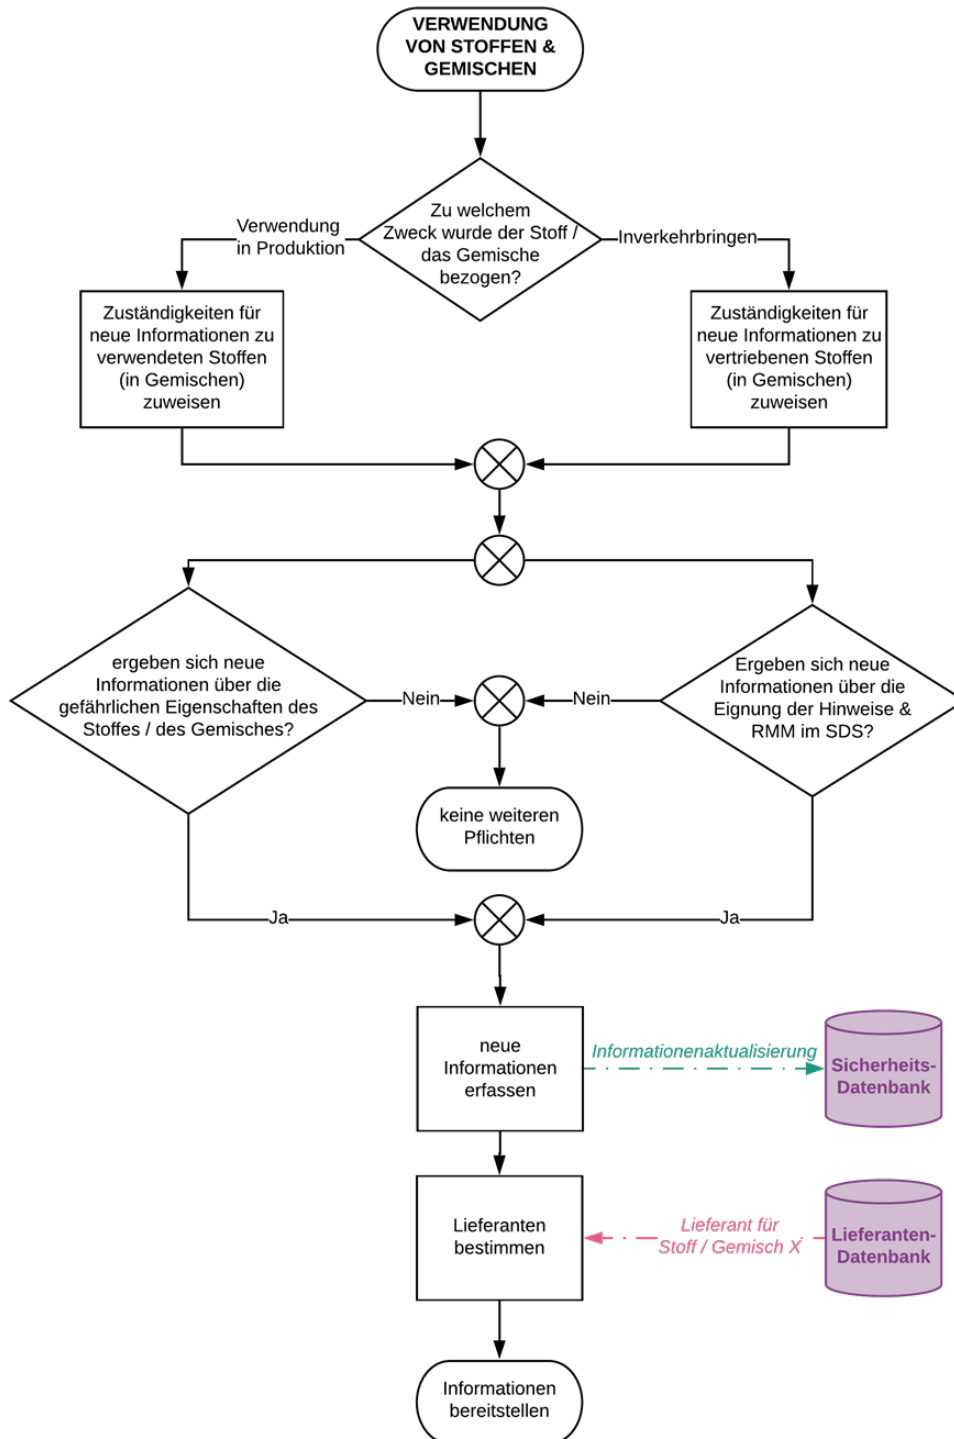 VERWENDUNG
VON STOFFEN &
GEMISCHEN
Zu welchem
Zweck wurde der Stoff /
das Gemische
bezogen?
Verwendung
in Produktion
Inverkehrbringen
Zuständigkeiten für
neue Informationen zu
verwendeten Stoffen
(in Gemischen)
zuweisen
Zuständigkeiten für
neue Informationen zu
vertriebenen Stoffen
(in Gemischen)
zuweisen
ergeben sich neue
Informationen über die
gefährlichen Eigenschaften des
Stoffes / des Gemisches?
Nein
Nein
Ergeben sich neue
Informationen über die
Eignung der Hinweise &
RMM im SDS?
keine weiteren
Pflichten
Ja
Ja
neue
Informationen
erfassen
Informationenaktualisierung
Sicherheits-
Datenbank
Lieferanten
bestimmen
Lieferant für
Stoff / Gemisch X
Lieferanten-
Datenbank
Informationen
bereitstellen